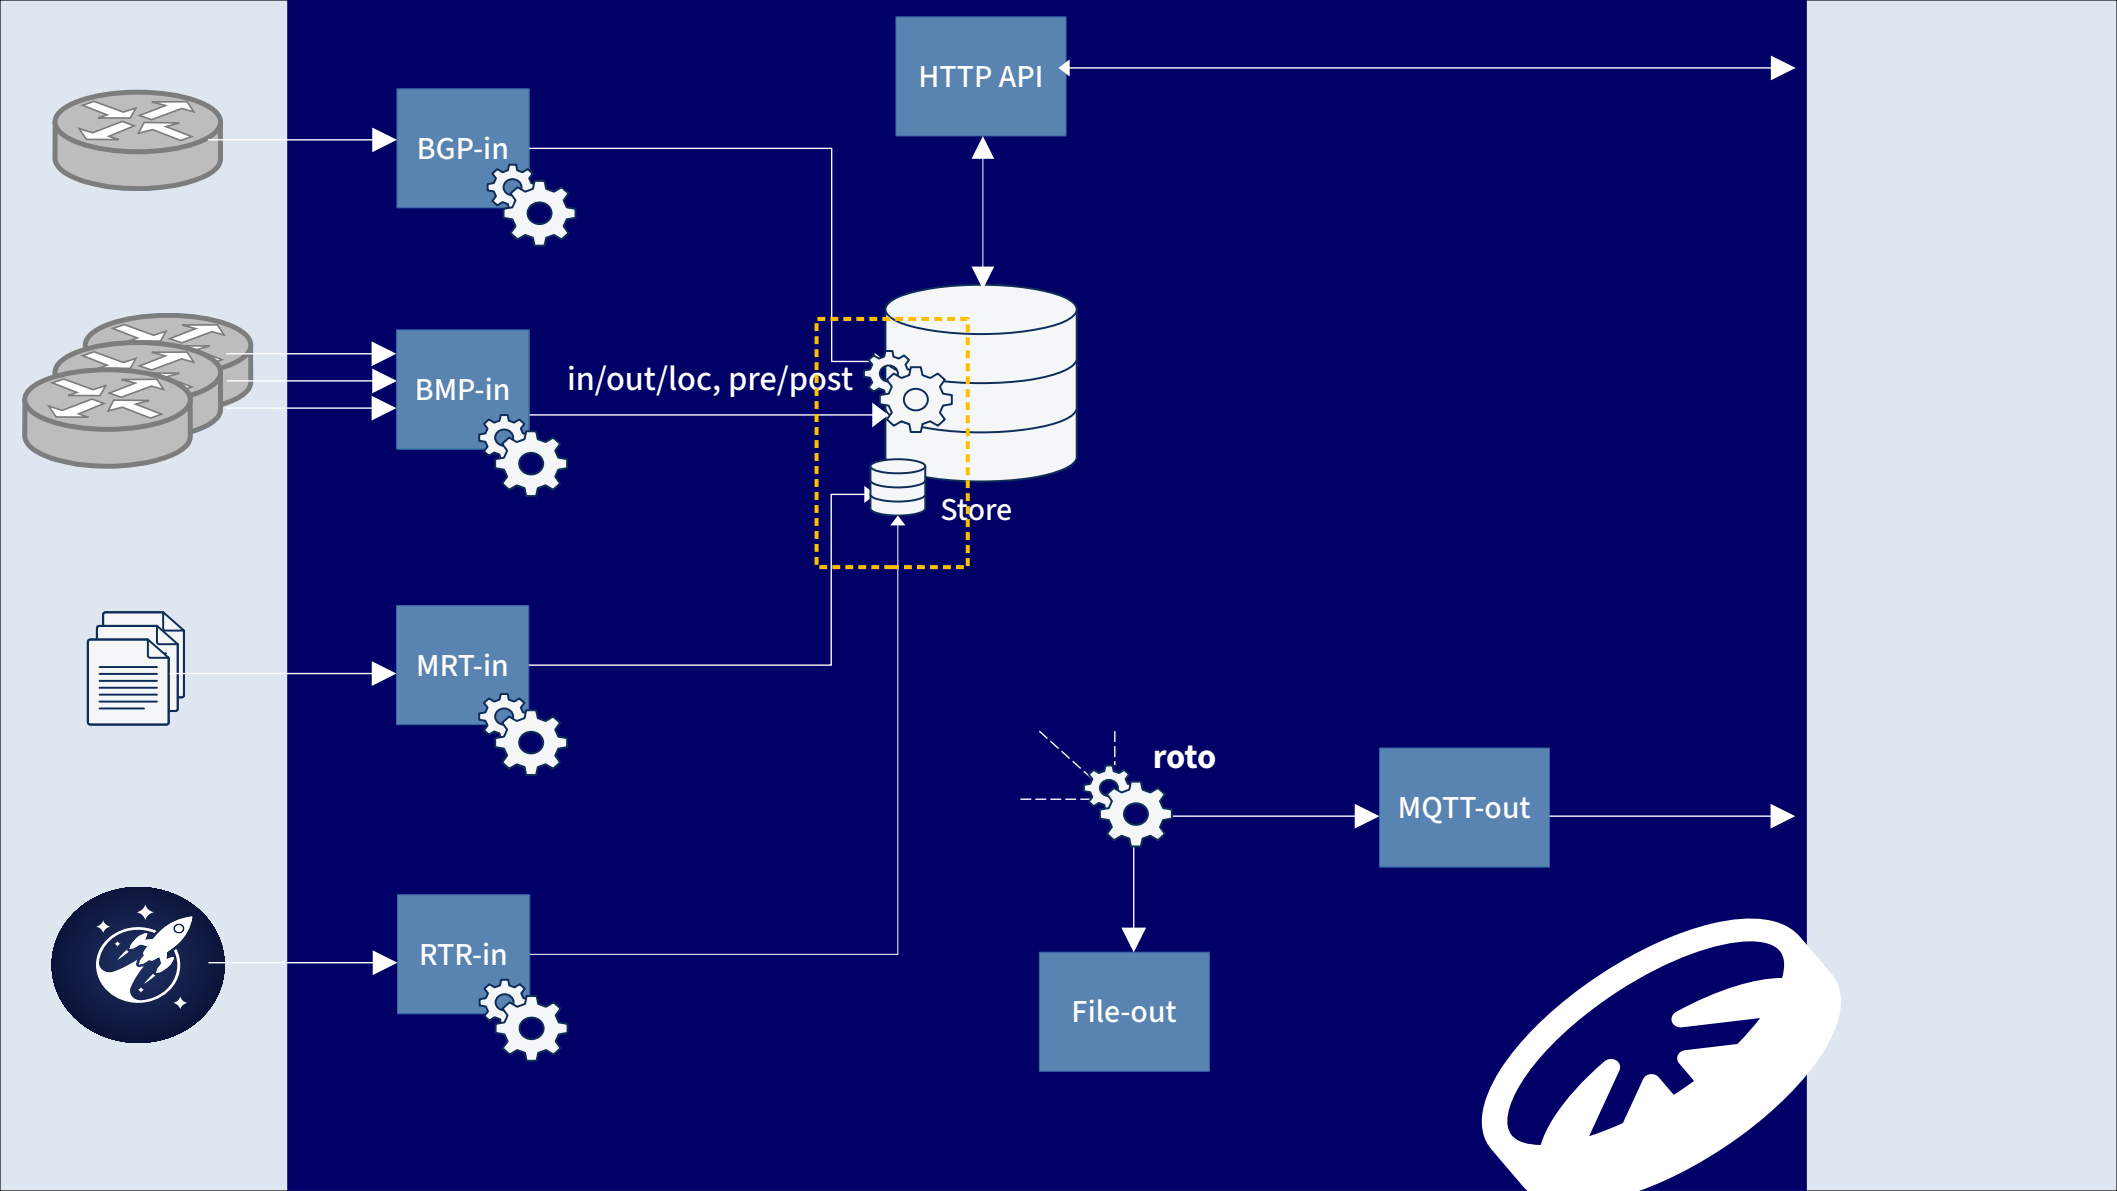 HTTP API
BGP-in
BMP-in
in/out/loc, pre/post
Store
MRT-in
roto
MQTT-out
RTR-in
File-out